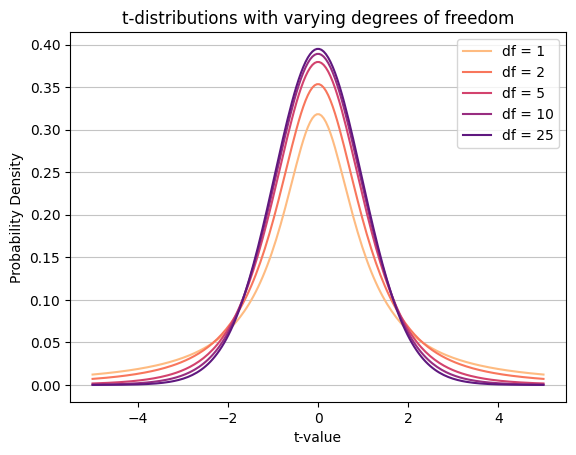 t-distributions with varying degrees of freedom
df = 1
df = 2
df = 5
df = 10
df = 25
Probability Density
0.40
0.35
0.30
0.25
0.20
0.15
0.10
0.05
0.00
−4 −2 0 2 4
t-value